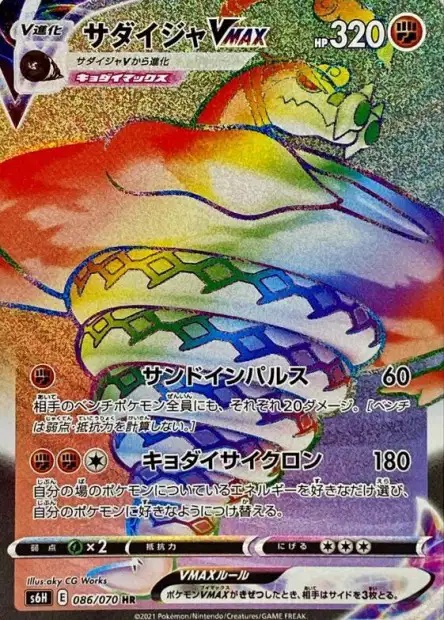 V進化 サダイジャVMAX HP320
サダイジャVから進化
キョダイマックス
サンドインパルス 60
相手のベンチポケモン全員にも、それぞれ20ダメージ。[ベンチ
は弱点・抵抗力を計算しない。]
キョダイサイクロン 180
自分の場のポケモンについているエネルギーを好きなだけ選び、
自分のポケモンに好きなようにつけ替える。
弱点 ×2 抵抗力 にげる
Illus. aky CG Works
VMAXルール
ポケモンVMAXがきぜつしたとき、相手はサイドを3枚とる。
s6H E 086/070 HR
©2021 Pokémon/Nintendo/Creatures/GAME FREAK